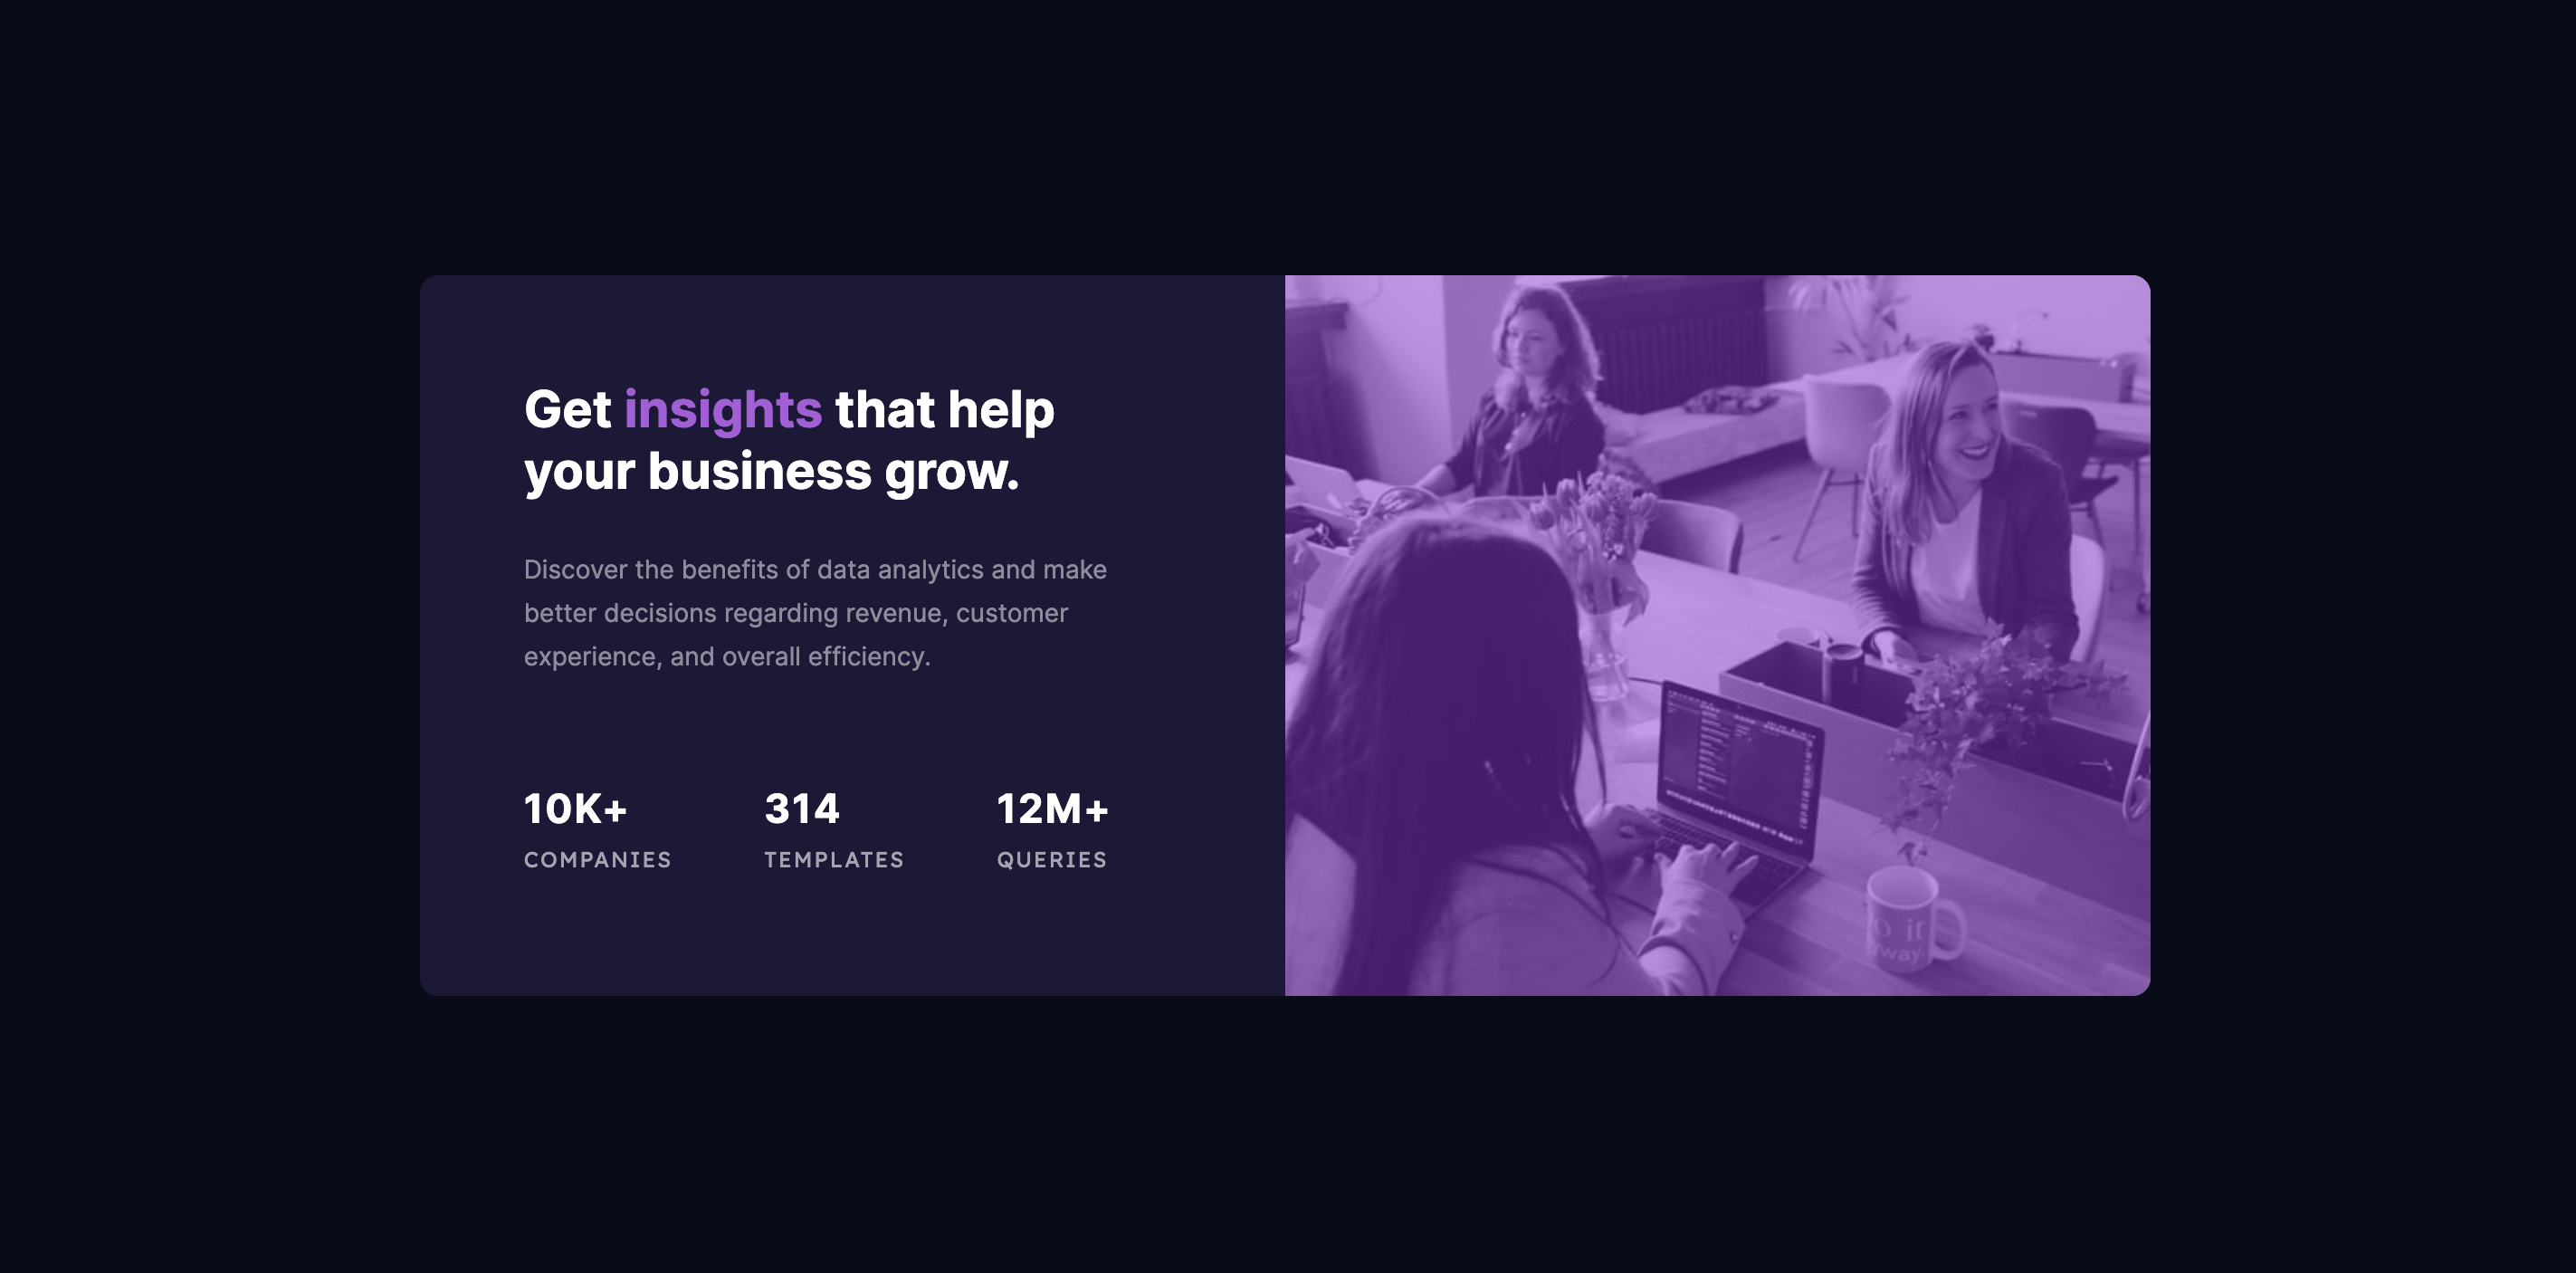 Get insights that help
your business grow.
Discover the benefits of data analytics and make
better decisions regarding revenue, customer
experience, and overall efficiency.
10K+ 314 12M+
COMPANIES TEMPLATES QUERIES